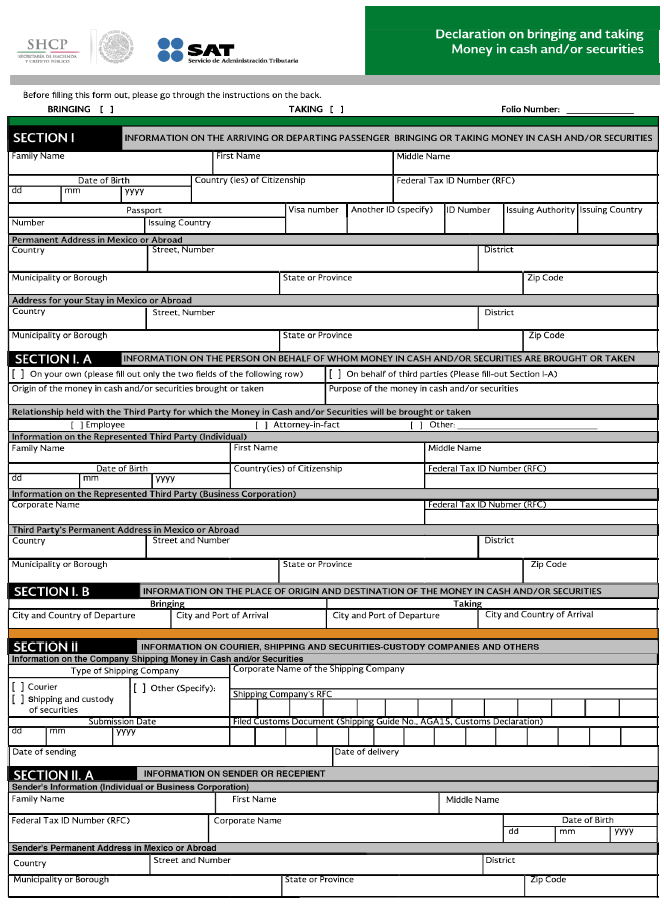 SHCP
SECRETARÍA DE HACIENDA
Y CRÉDITO PÚBLICO
SAT
Servicio de Administración Tributaria
Declaration on bringing and taking
Money in cash and/or securities
Before filling this form out, please go through the instructions on the back.
BRINGING [ ] TAKING [ ] Folio Number: ____________
SECTION I INFORMATION ON THE ARRIVING OR DEPARTING PASSENGER BRINGING OR TAKING MONEY IN CASH AND/OR SECURITIES
Family Name First Name Middle Name
Date of Birth Country (ies) of Citizenship Federal Tax ID Number (RFC)
dd mm yyyy
Passport Visa number Another ID (specify) ID Number Issuing Authority Issuing Country
Number Issuing Country
Permanent Address in Mexico or Abroad
Country Street, Number District
Municipality or Borough State or Province Zip Code
Address for your Stay in Mexico or Abroad
Country Street, Number District
Municipality or Borough State or Province Zip Code
SECTION I. A INFORMATION ON THE PERSON ON BEHALF OF WHOM MONEY IN CASH AND/OR SECURITIES ARE BROUGHT OR TAKEN
[ ] On your own (please fill out only the two fields of the following row) [ ] On behalf of third parties (Please fill-out Section I-A)
Origin of the money in cash and/or securities brought or taken Purpose of the money in cash and/or securities
Relationship held with the Third Party for which the Money in Cash and/or Securities will be brought or taken
[ ] Employee [ ] Attorney-in-fact [ ] Other: ____________
Information on the Represented Third Party (Individual)
Family Name First Name Middle Name
Date of Birth Country(ies) of Citizenship Federal Tax ID Number (RFC)
dd mm yyyy
Information on the Represented Third Party (Business Corporation)
Corporate Name Federal Tax ID Nubmer (RFC)
Third Party's Permanent Address in Mexico or Abroad
Country Street and Number District
Municipality or Borough State or Province Zip Code
SECTION I. B INFORMATION ON THE PLACE OF ORIGIN AND DESTINATION OF THE MONEY IN CASH AND/OR SECURITIES
Bringing Taking
City and Country of Departure City and Port of Arrival City and Port of Departure City and Country of Arrival
SECTION II INFORMATION ON COURIER, SHIPPING AND SECURITIES-CUSTODY COMPANIES AND OTHERS
Information on the Company Shipping Money in Cash and/or Securities
Type of Shipping Company Corporate Name of the Shipping Company
[ ] Courier [ ] Other (Specify):
[ ] Shipping and custody of securities
Shipping Company's RFC
Submission Date Filed Customs Document (Shipping Guide No., AGA1S, Customs Declaration)
dd mm yyyy
Date of sending Date of delivery
SECTION II. A INFORMATION ON SENDER OR RECEPIENT
Sender's Information (Individual or Business Corporation)
Family Name First Name Middle Name
Federal Tax ID Number (RFC) Corporate Name Date of Birth
dd mm yyyy
Sender's Permanent Address in Mexico or Abroad
Country Street and Number District
Municipality or Borough State or Province Zip Code